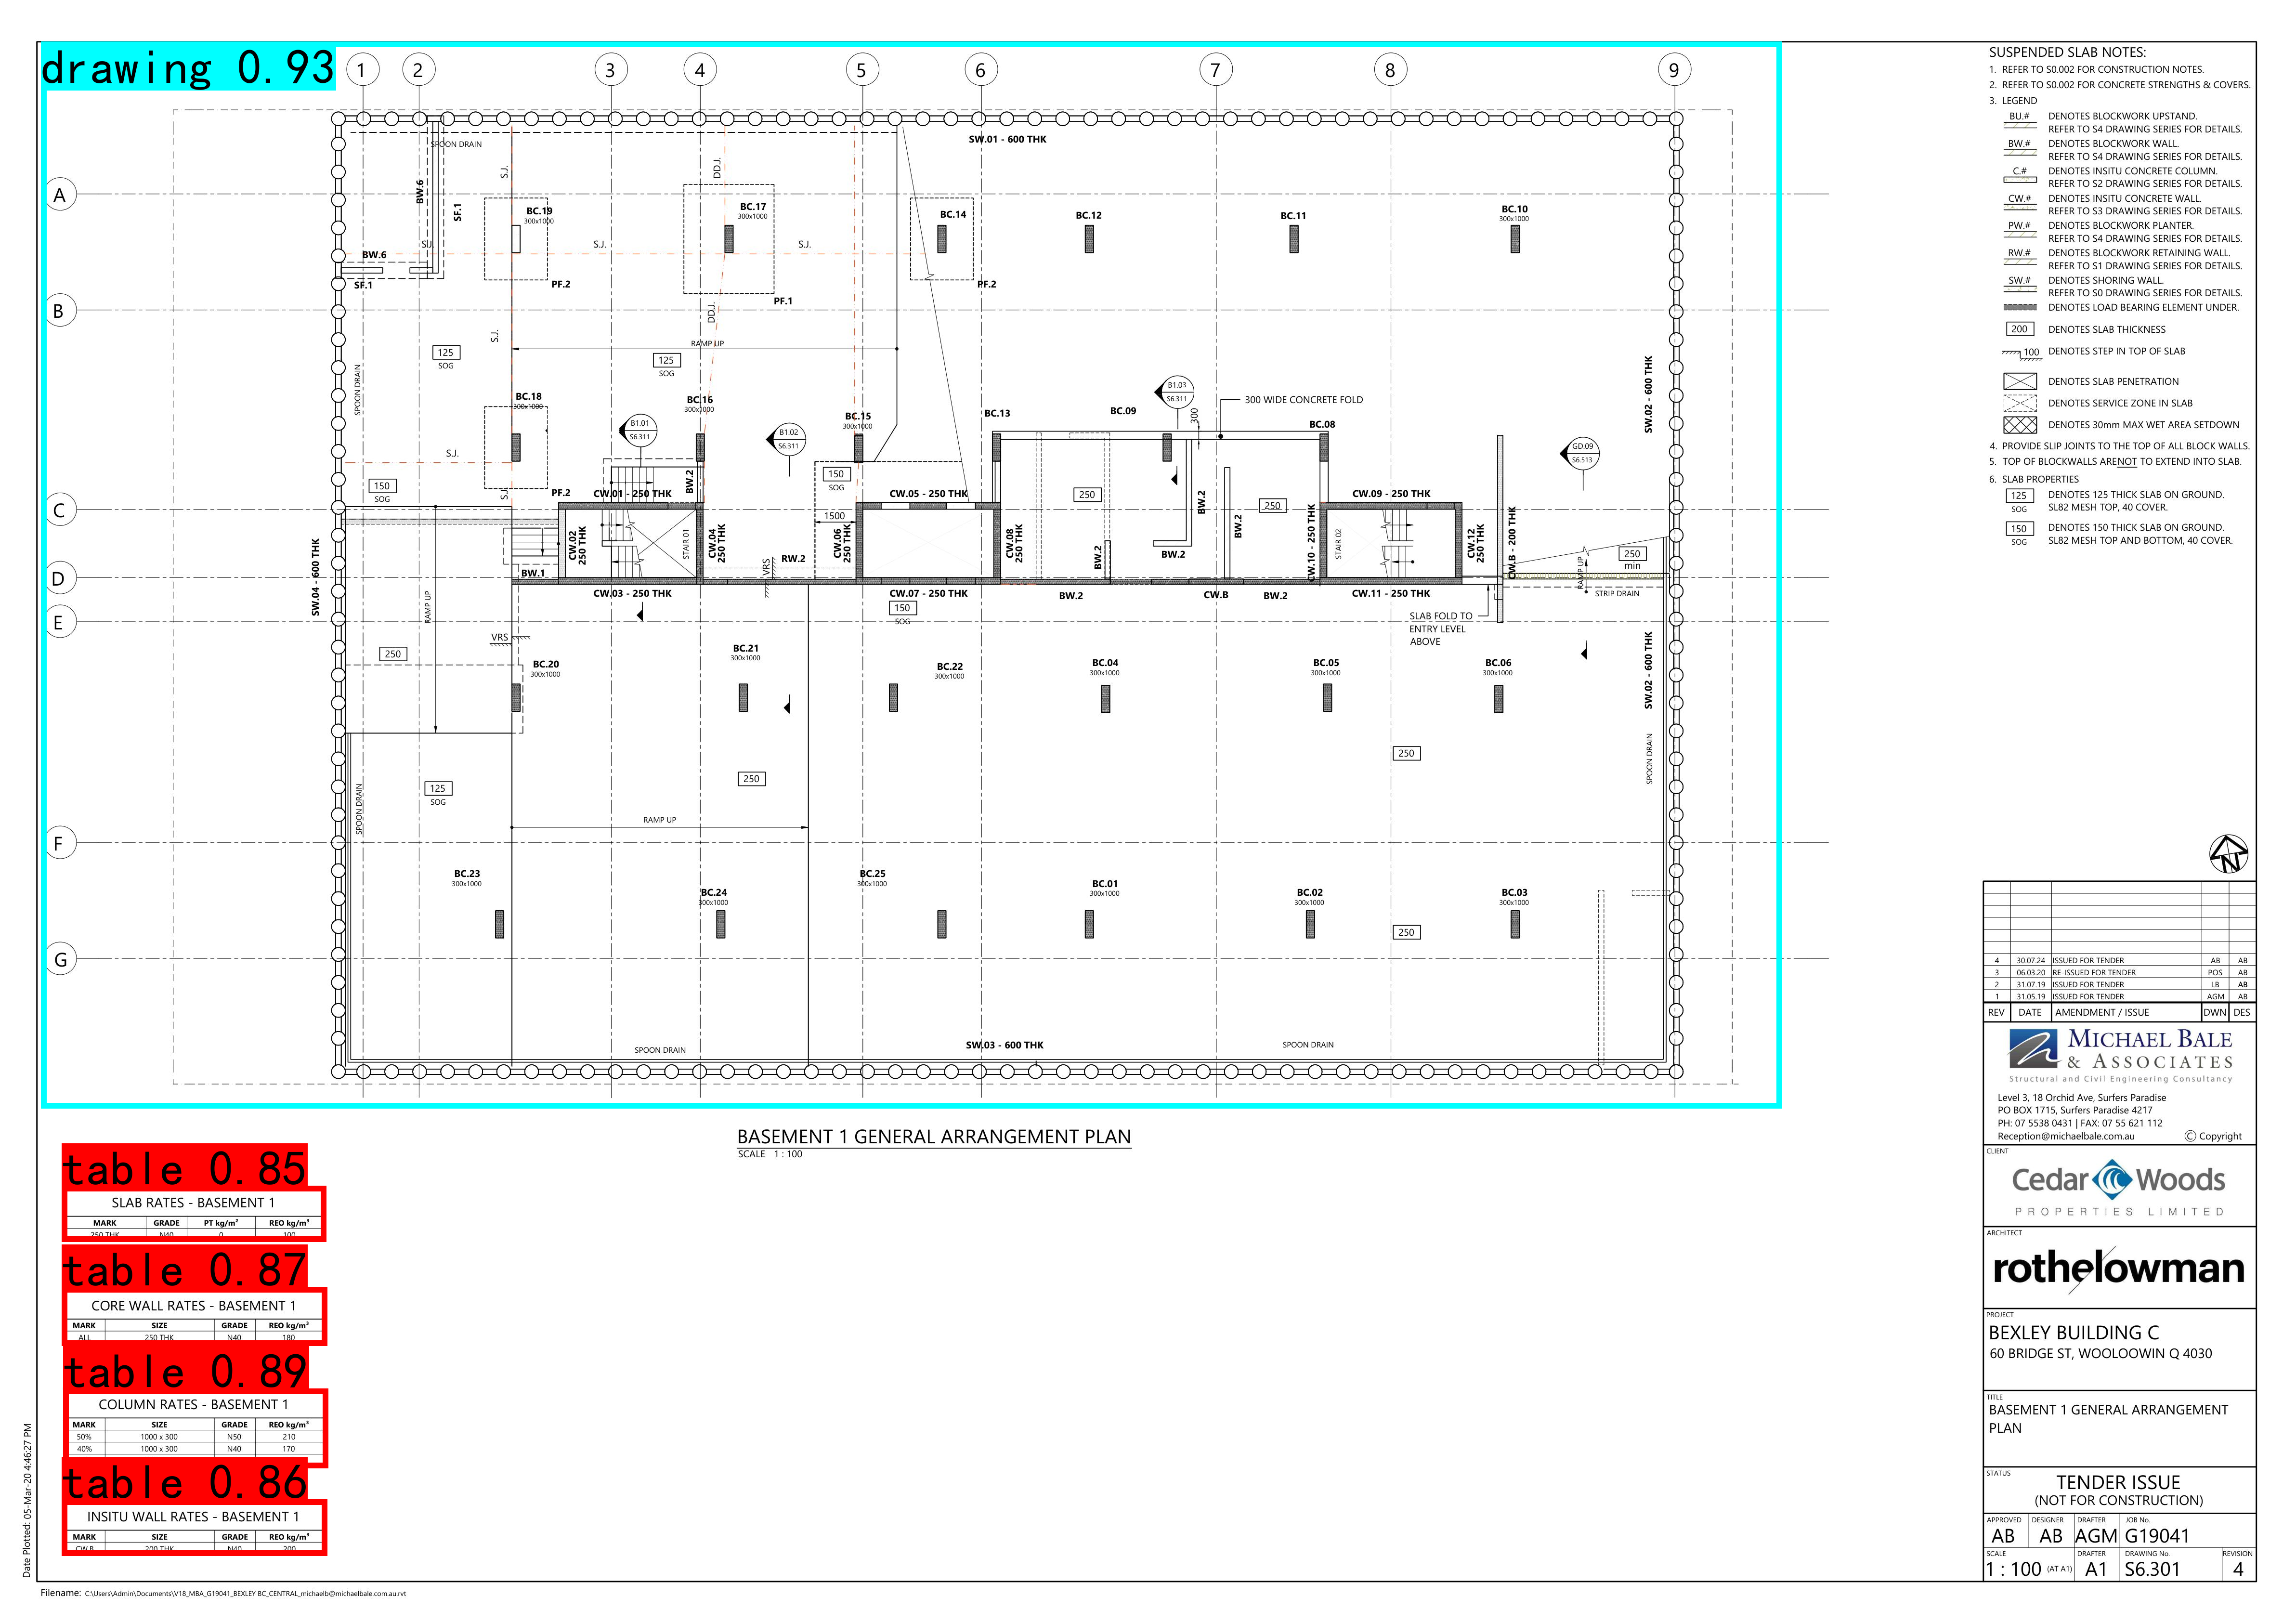 drawing 0.93
1 2 3 4 5 6 7 8 9
A
B
C
D
E
F
G
SW.01 - 600 THK
SPOON DRAIN
S.J.
DD.J.
BW.6
SF.1
BC.19
300x1000
BC.17
300x1000
BC.14
BC.12
BC.11
BC.10
300x1000
S.J.
S.J.
S.J.
BW.6
SF.1
PF.2
PF.1
PF.2
DD.J.
S.J.
RAMP UP
125
SOG
125
SOG
SPOON DRAIN
SW.02 - 600 THK
BC.18
300x1000
BC.16
300x1000
BC.15
300x1000
BC.13
BC.09
BC.08
B1.01
S6.311
B1.02
S6.311
B1.03
S6.311
300
300 WIDE CONCRETE FOLD
GD.09
S6.513
S.J.
S.J.
150
SOG
150
SOG
PF.2
CW.01 - 250 THK
BW.2
CW.05 - 250 THK
250
250
CW.09 - 250 THK
1500
CW.02
250 THK
STAIR 01
CW.04
250 THK
CW.06
250 THK
CW.08
250 THK
BW.2
BW.2
BW.2
BW.2
CW.10 - 250 THK
STAIR 02
CW.12
250 THK
CW.B - 200 THK
250
min
RAMP UP
STRIP DRAIN
SW.04 - 600 THK
BW.1
VRS
RW.2
CW.03 - 250 THK
CW.07 - 250 THK
BW.2
CW.B
BW.2
CW.11 - 250 THK
150
SOG
SLAB FOLD TO
ENTRY LEVEL
ABOVE
RAMP UP
VRS
250
BC.20
300x1000
BC.21
300x1000
BC.22
300x1000
BC.04
300x1000
BC.05
300x1000
BC.06
300x1000
SW.02 - 600 THK
SPOON DRAIN
250
250
125
SOG
SPOON DRAIN
RAMP UP
BC.23
300x1000
BC.24
300x1000
BC.25
300x1000
BC.01
300x1000
BC.02
300x1000
BC.03
300x1000
250
SPOON DRAIN
SW.03 - 600 THK
SPOON DRAIN
BASEMENT 1 GENERAL ARRANGEMENT PLAN
SCALE 1 : 100
table 0.85
SLAB RATES - BASEMENT 1
MARK GRADE PT kg/m² REO kg/m³
250 THK N40 0 100
table 0.87
CORE WALL RATES - BASEMENT 1
MARK SIZE GRADE REO kg/m³
ALL 250 THK N40 180
table 0.89
COLUMN RATES - BASEMENT 1
MARK SIZE GRADE REO kg/m³
50% 1000 x 300 N50 210
40% 1000 x 300 N40 170
table 0.86
INSITU WALL RATES - BASEMENT 1
MARK SIZE GRADE REO kg/m³
CW.B 200 THK N40 200
Date Plotted: 05-Mar-20 4:46:27 PM
Filename: C:\Users\Admin\Documents\V18_MBA_G19041_BEXLEY BC_CENTRAL_michaelb@michaelbale.com.au.rvt
SUSPENDED SLAB NOTES:
1. REFER TO S0.002 FOR CONSTRUCTION NOTES.
2. REFER TO S0.002 FOR CONCRETE STRENGTHS & COVERS.
3. LEGEND
BU.# DENOTES BLOCKWORK UPSTAND.
REFER TO S4 DRAWING SERIES FOR DETAILS.
BW.# DENOTES BLOCKWORK WALL.
REFER TO S4 DRAWING SERIES FOR DETAILS.
C.# DENOTES INSITU CONCRETE COLUMN.
REFER TO S2 DRAWING SERIES FOR DETAILS.
CW.# DENOTES INSITU CONCRETE WALL.
REFER TO S3 DRAWING SERIES FOR DETAILS.
PW.# DENOTES BLOCKWORK PLANTER.
REFER TO S4 DRAWING SERIES FOR DETAILS.
RW.# DENOTES BLOCKWORK RETAINING WALL.
REFER TO S1 DRAWING SERIES FOR DETAILS.
SW.# DENOTES SHORING WALL.
REFER TO S0 DRAWING SERIES FOR DETAILS.
DENOTES LOAD BEARING ELEMENT UNDER.
200 DENOTES SLAB THICKNESS
100 DENOTES STEP IN TOP OF SLAB
DENOTES SLAB PENETRATION
DENOTES SERVICE ZONE IN SLAB
DENOTES 30mm MAX WET AREA SETDOWN
4. PROVIDE SLIP JOINTS TO THE TOP OF ALL BLOCK WALLS.
5. TOP OF BLOCKWALLS ARE NOT TO EXTEND INTO SLAB.
6. SLAB PROPERTIES
125 DENOTES 125 THICK SLAB ON GROUND.
SOG SL82 MESH TOP, 40 COVER.
150 DENOTES 150 THICK SLAB ON GROUND.
SOG SL82 MESH TOP AND BOTTOM, 40 COVER.
N
4 30.07.24 ISSUED FOR TENDER AB AB
3 06.03.20 RE-ISSUED FOR TENDER POS AB
2 31.07.19 ISSUED FOR TENDER LB AB
1 31.05.19 ISSUED FOR TENDER AGM AB
REV DATE AMENDMENT / ISSUE DWN DES
MICHAEL BALE
& ASSOCIATES
Structural and Civil Engineering Consultancy
Level 3, 18 Orchid Ave, Surfers Paradise
PO BOX 1715, Surfers Paradise 4217
PH: 07 5538 0431 | FAX: 07 55 621 112
Reception@michaelbale.com.au © Copyright
CLIENT
Cedar Woods
PROPERTIES LIMITED
ARCHITECT
rothelowman
PROJECT
BEXLEY BUILDING C
60 BRIDGE ST, WOOLOOWIN Q 4030
TITLE
BASEMENT 1 GENERAL ARRANGEMENT
PLAN
STATUS
TENDER ISSUE
(NOT FOR CONSTRUCTION)
APPROVED DESIGNER DRAFTER JOB No.
AB AB AGM G19041
SCALE DRAFTER DRAWING No. REVISION
1 : 100 (AT A1) A1 S6.301 4